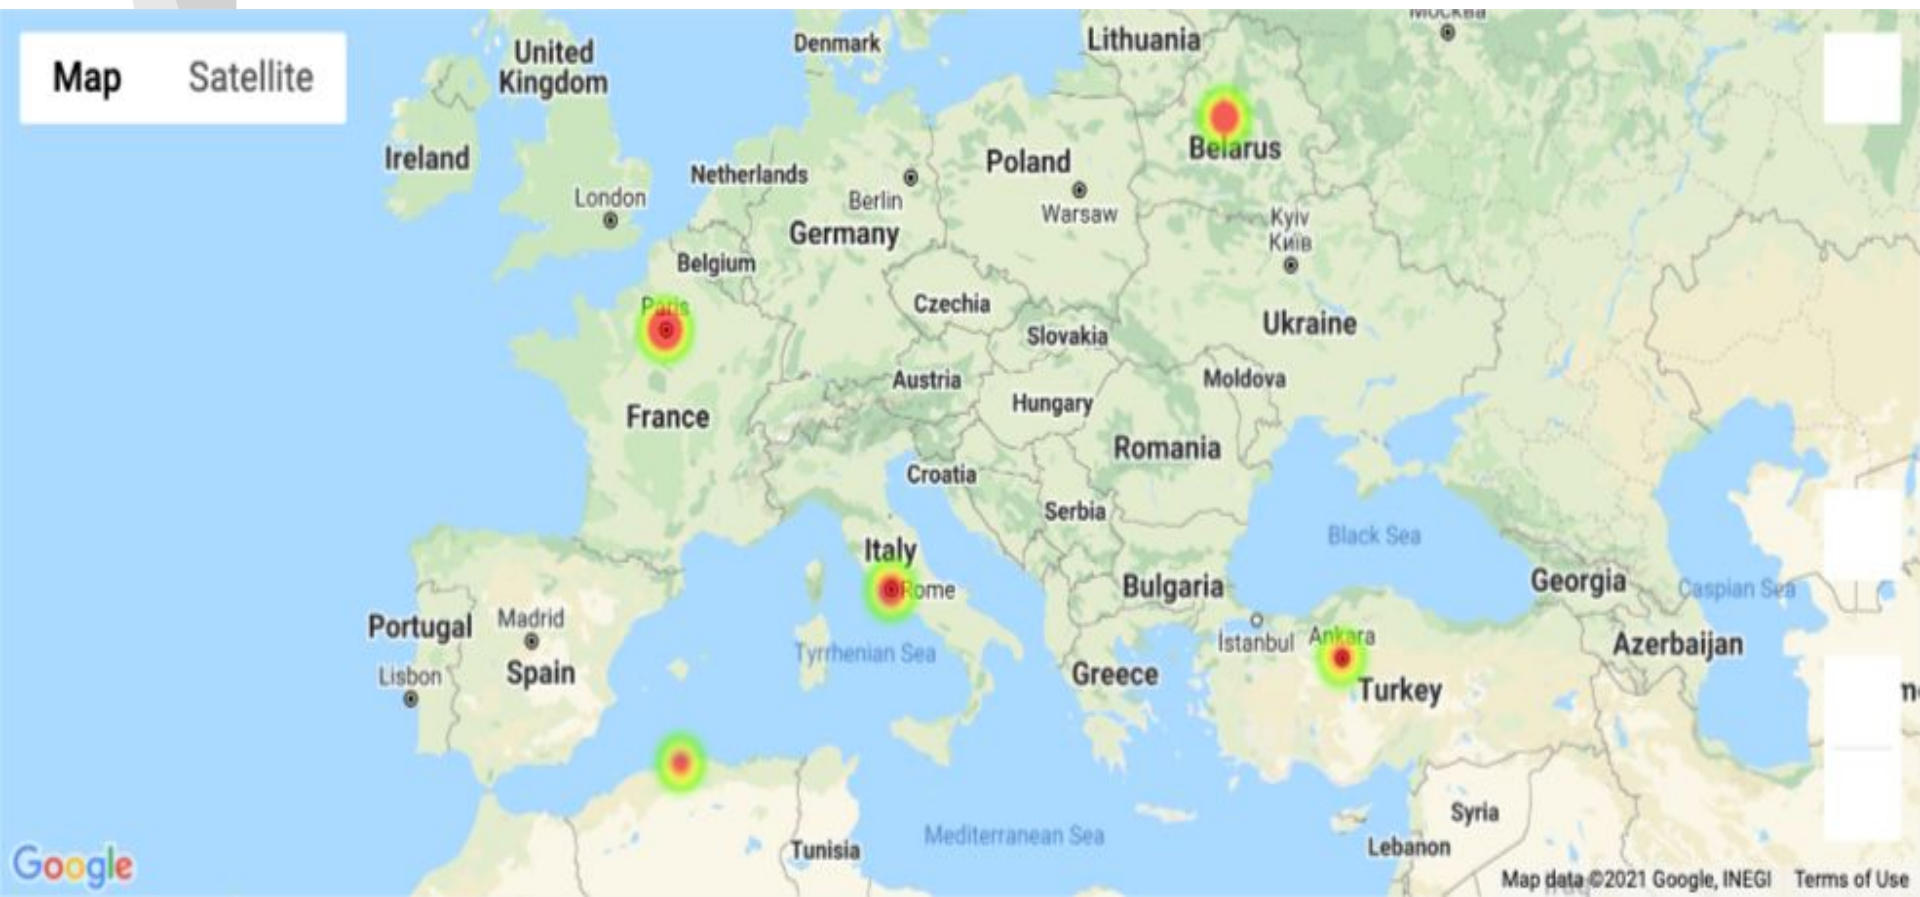 Москва
Map
Satellite
United
Kingdom
Denmark
Lithuania
Ireland
Netherlands
Poland
Belarus
London
Berlin
Warsaw
Germany
Kyiv
Київ
Belgium
Paris
Czechia
Slovakia
Ukraine
Austria
Moldova
France
Hungary
Romania
Croatia
Serbia
Black Sea
Italy
Rome
Bulgaria
Georgia
Caspian Sea
Portugal
Madrid
İstanbul
Ankara
Azerbaijan
Tyrrhenian Sea
Lisbon
Spain
Greece
Turkey
Syria
Mediterranean Sea
Tunisia
Lebanon
Google
Map data ©2021 Google, INEGI
Terms of Use